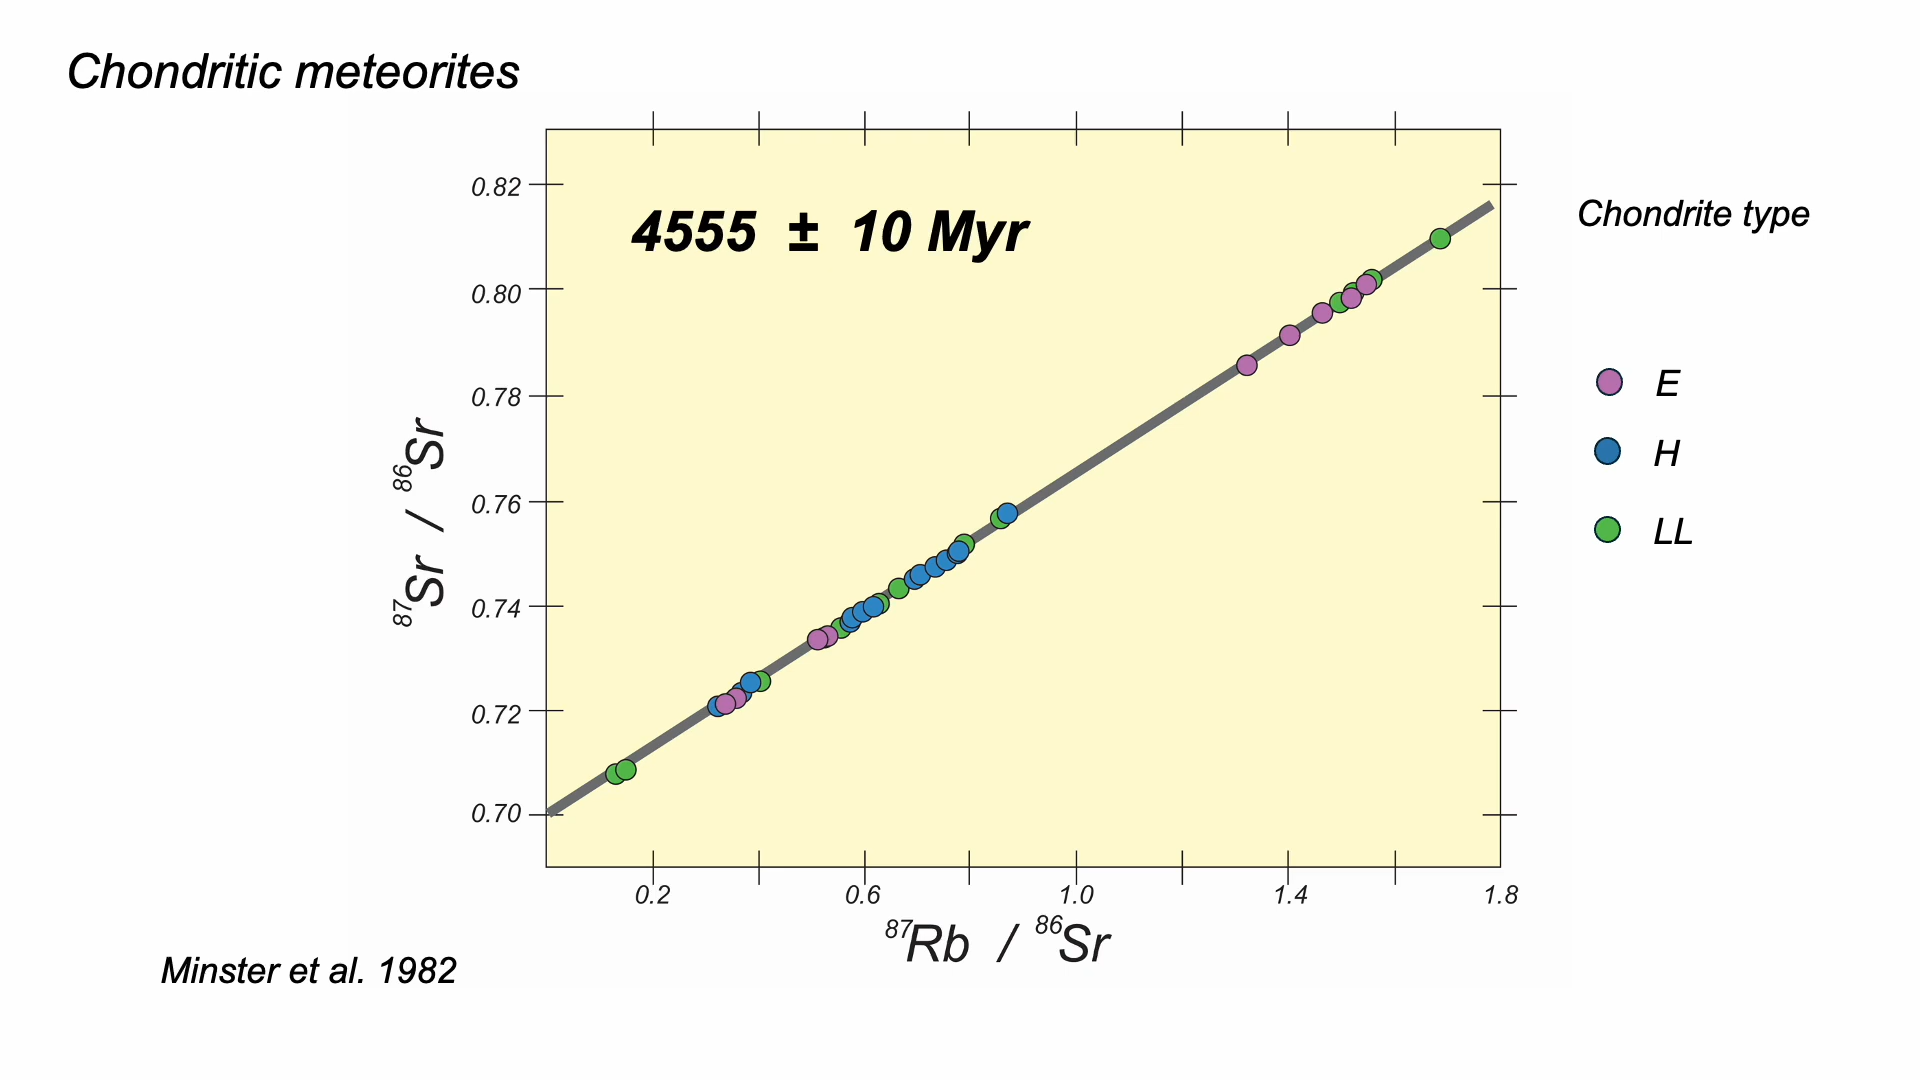 Chondritic meteorites
4555 ± 10 Myr
Chondrite type
E
H
LL
0.82
0.80
0.78
0.76
0.74
0.72
0.70
⁸⁷Sr / ⁸⁶Sr
0.2 0.6 1.0 1.4 1.8
⁸⁷Rb / ⁸⁶Sr
Minster et al. 1982